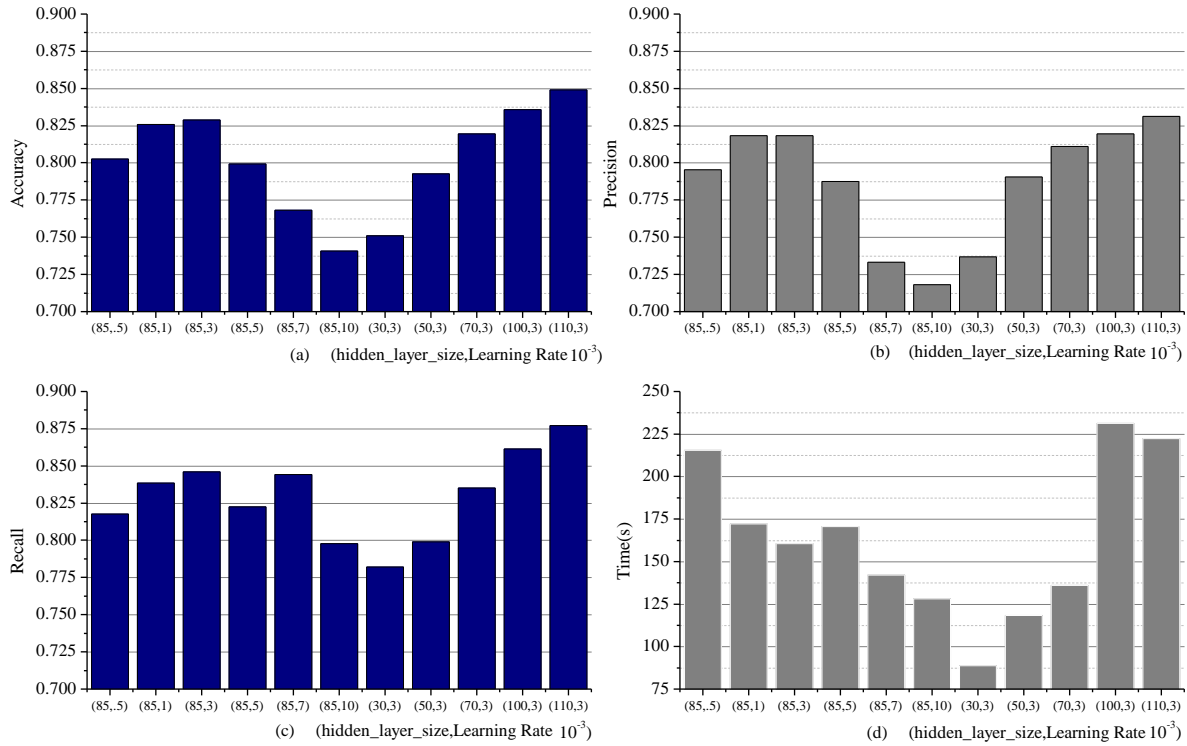 0.900
0.875
0.850
0.825
0.800
0.775
0.750
0.725
0.700
Accuracy
(85,.5) (85,1) (85,3) (85,5) (85,7) (85,10) (30,3) (50,3) (70,3) (100,3) (110,3)
(a) (hidden_layer_size,Learning Rate 10-3)
0.900
0.875
0.850
0.825
0.800
0.775
0.750
0.725
0.700
Precision
(85,.5) (85,1) (85,3) (85,5) (85,7) (85,10) (30,3) (50,3) (70,3) (100,3) (110,3)
(b) (hidden_layer_size,Learning Rate 10-3)
0.900
0.875
0.850
0.825
0.800
0.775
0.750
0.725
0.700
Recall
(85,.5) (85,1) (85,3) (85,5) (85,7) (85,10) (30,3) (50,3) (70,3) (100,3) (110,3)
(c) (hidden_layer_size,Learning Rate 10-3)
250
225
200
175
150
125
100
75
Time(s)
(85,.5) (85,1) (85,3) (85,5) (85,7) (85,10) (30,3) (50,3) (70,3) (100,3) (110,3)
(d) (hidden_layer_size,Learning Rate 10-3)